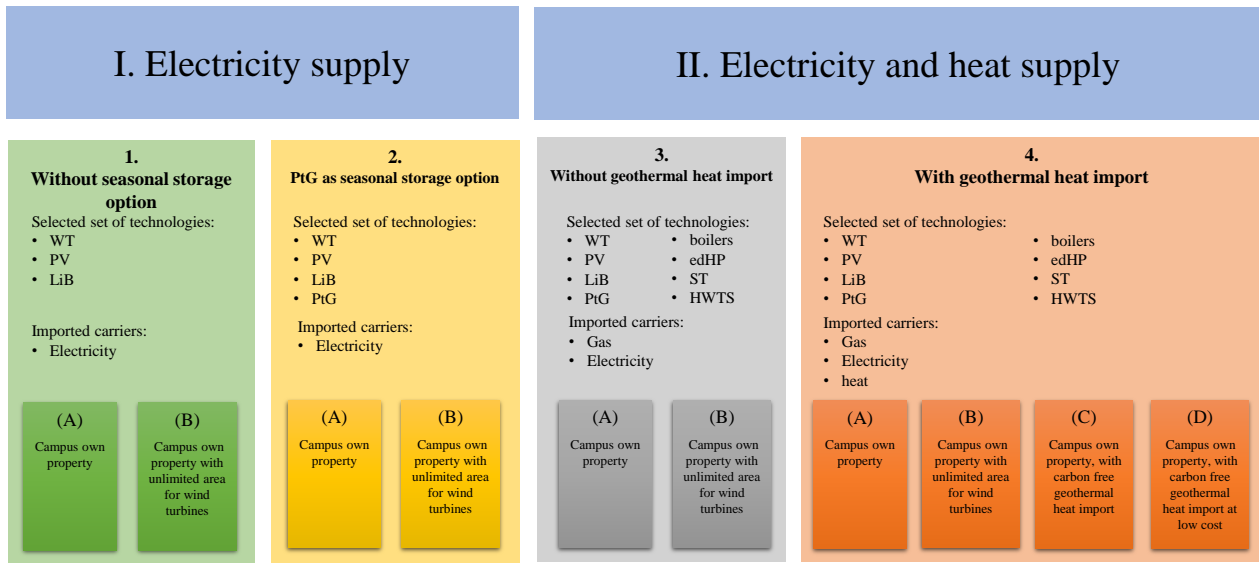 I. Electricity supply
II. Electricity and heat supply
1.
Without seasonal storage
option
Selected set of technologies:
• WT
• PV
• LiB
Imported carriers:
• Electricity
(A)
Campus own
property
(B)
Campus own
property with
unlimited area
for wind
turbines
2.
PtG as seasonal storage option
Selected set of technologies:
• WT
• PV
• LiB
• PtG
Imported carriers:
• Electricity
(A)
Campus own
property
(B)
Campus own
property with
unlimited area
for wind
turbines
3.
Without geothermal heat import
Selected set of technologies:
• WT
• PV
• LiB
• PtG
• boilers
• edHP
• ST
• HWTS
Imported carriers:
• Gas
• Electricity
(A)
Campus own
property
(B)
Campus own
property with
unlimited area
for wind
turbines
4.
With geothermal heat import
Selected set of technologies:
• WT
• PV
• LiB
• PtG
• boilers
• edHP
• ST
• HWTS
Imported carriers:
• Gas
• Electricity
• heat
(A)
Campus own
property
(B)
Campus own
property with
unlimited area
for wind
turbines
(C)
Campus own
property, with
carbon free
geothermal
heat import
(D)
Campus own
property, with
carbon free
geothermal
heat import at
low cost